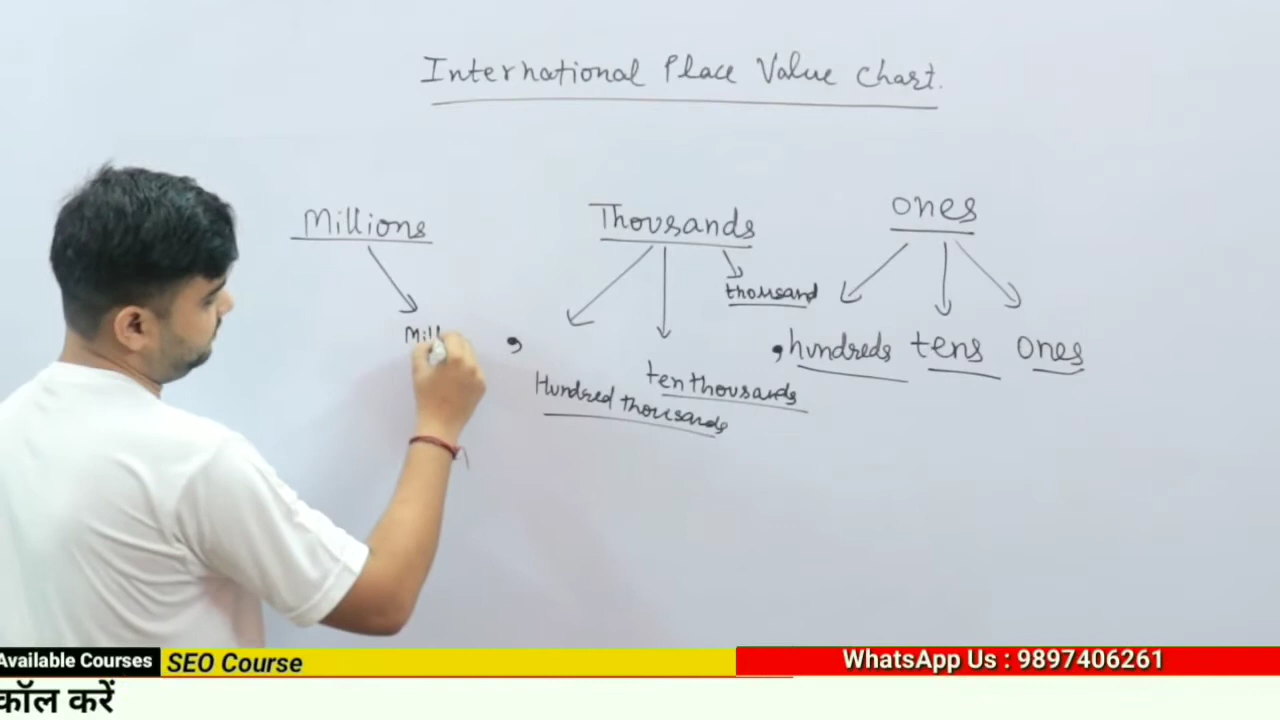 International Place Value Chart.
Millions Thousands ones
thousand
Mill , ,hundreds tens ones
ten thousands
Hundred thousands
Available Courses SEO Course WhatsApp Us : 9897406261
कॉल करें